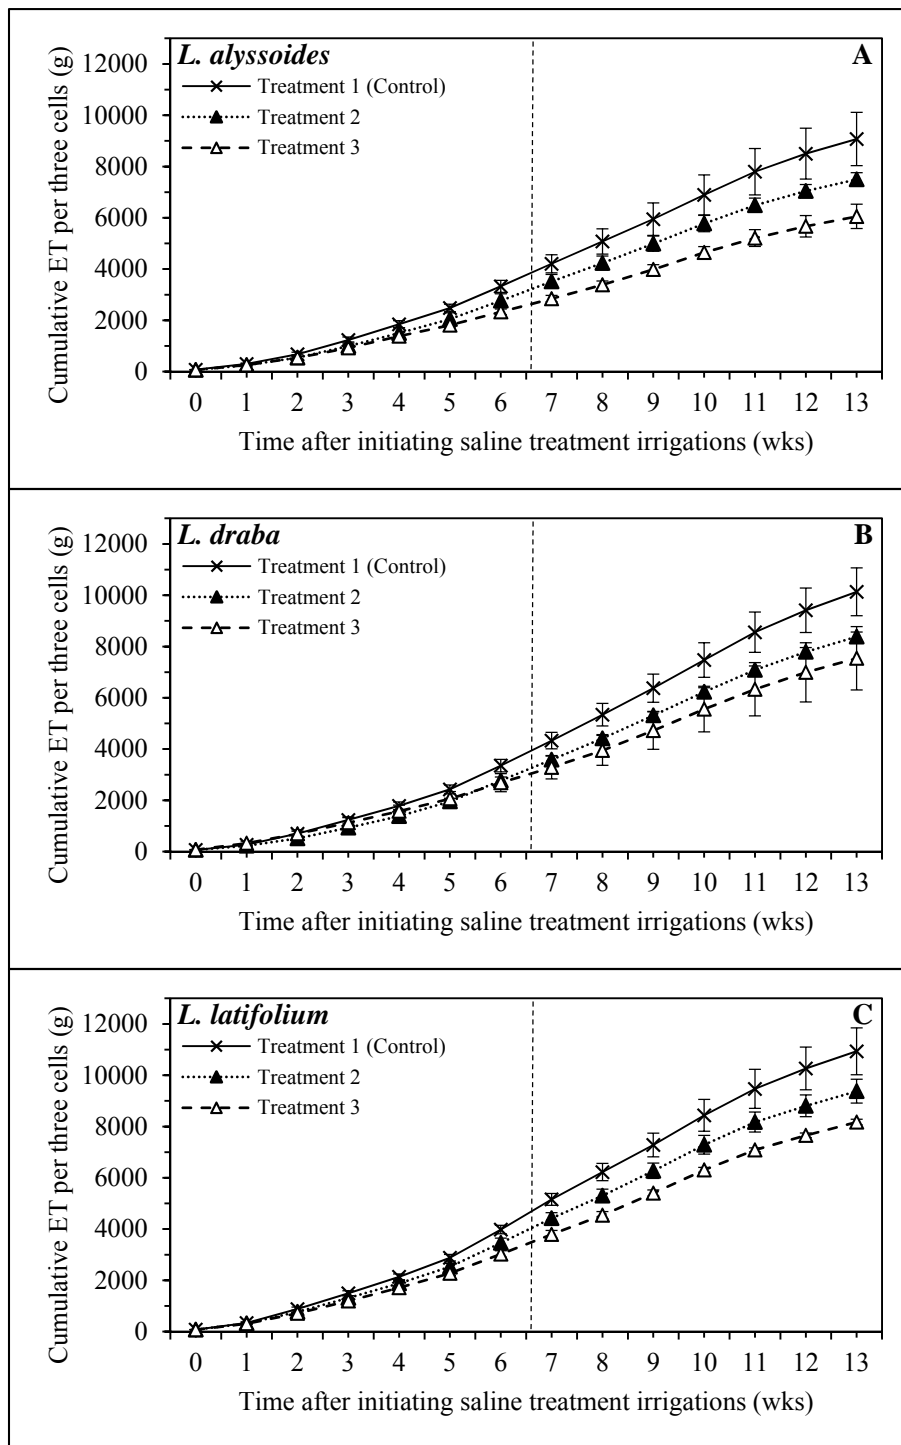 L. alyssoides
A
Treatment 1 (Control)
Treatment 2
Treatment 3
Cumulative ET per three cells (g)
12000
10000
8000
6000
4000
2000
0
0 1 2 3 4 5 6 7 8 9 10 11 12 13
Time after initiating saline treatment irrigations (wks)
L. draba
B
Treatment 1 (Control)
Treatment 2
Treatment 3
Cumulative ET per three cells (g)
12000
10000
8000
6000
4000
2000
0
0 1 2 3 4 5 6 7 8 9 10 11 12 13
Time after initiating saline treatment irrigations (wks)
L. latifolium
C
Treatment 1 (Control)
Treatment 2
Treatment 3
Cumulative ET per three cells (g)
12000
10000
8000
6000
4000
2000
0
0 1 2 3 4 5 6 7 8 9 10 11 12 13
Time after initiating saline treatment irrigations (wks)